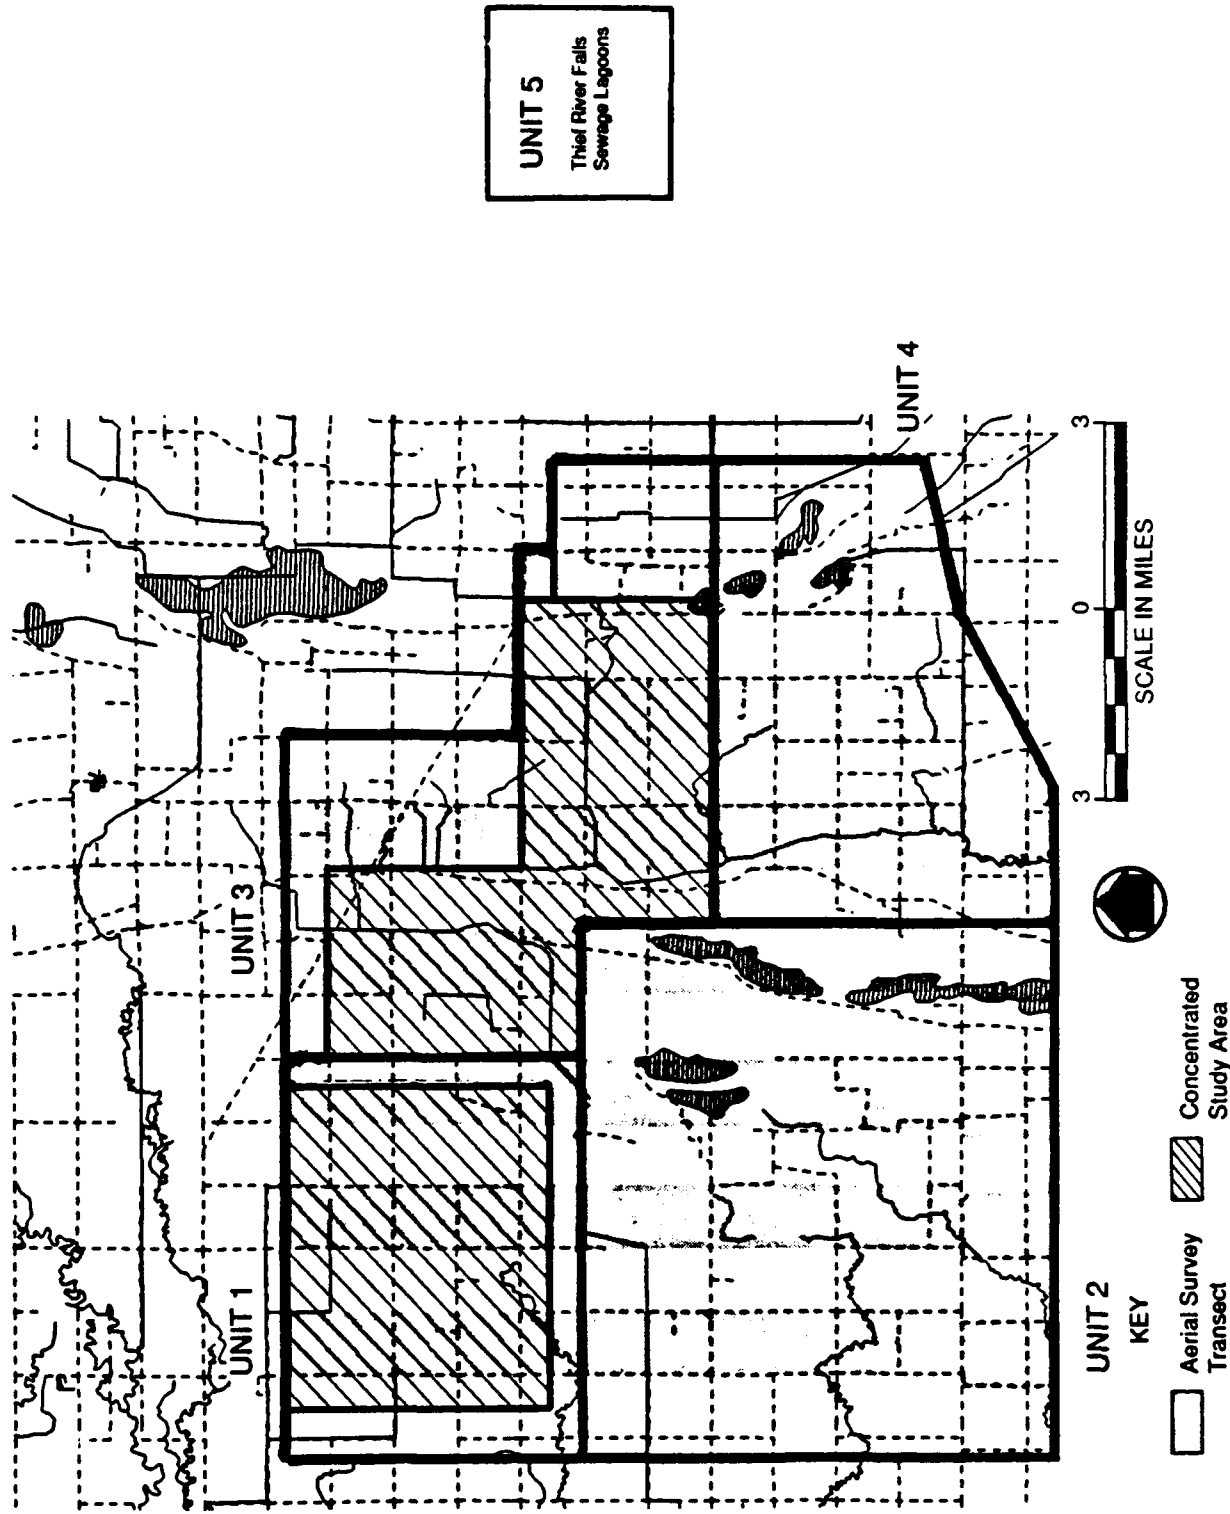 UNIT 5
Thief River Falls
Sewage Lagoons
UNIT 3
UNIT 1
UNIT 4
UNIT 2
KEY
Aerial Survey
Transect
Concentrated
Study Area
3 0 3
SCALE IN MILES